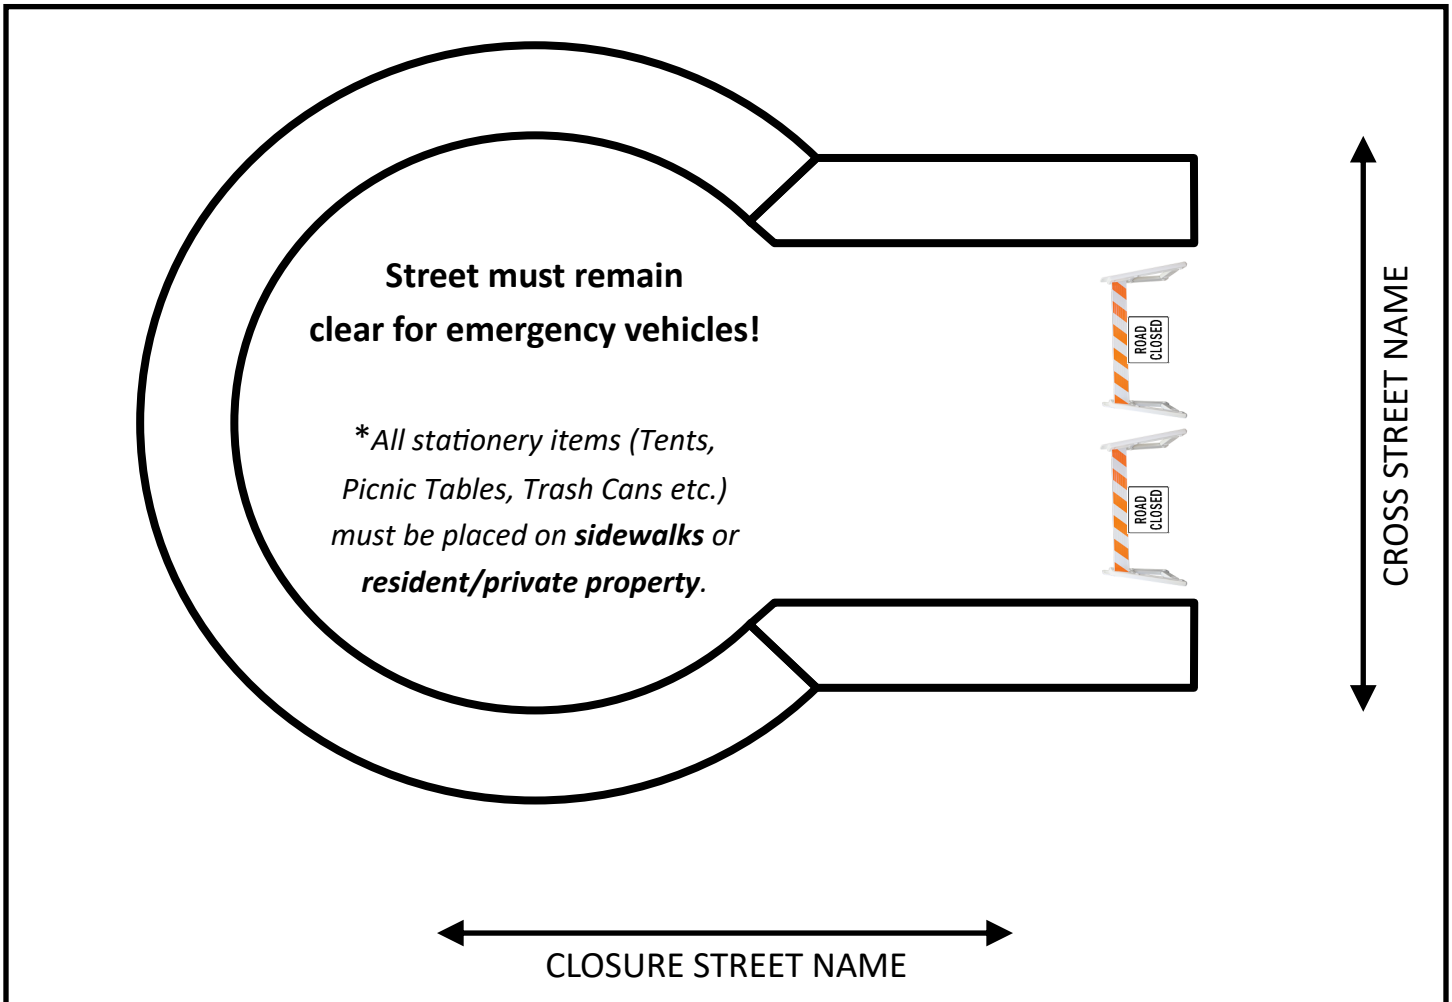 Street must remain
clear for emergency vehicles!
*All stationery items (Tents,
Picnic Tables, Trash Cans etc.)
must be placed on sidewalks or
resident/private property.
ROAD
CLOSED
ROAD
CLOSED
CROSS STREET NAME
CLOSURE STREET NAME